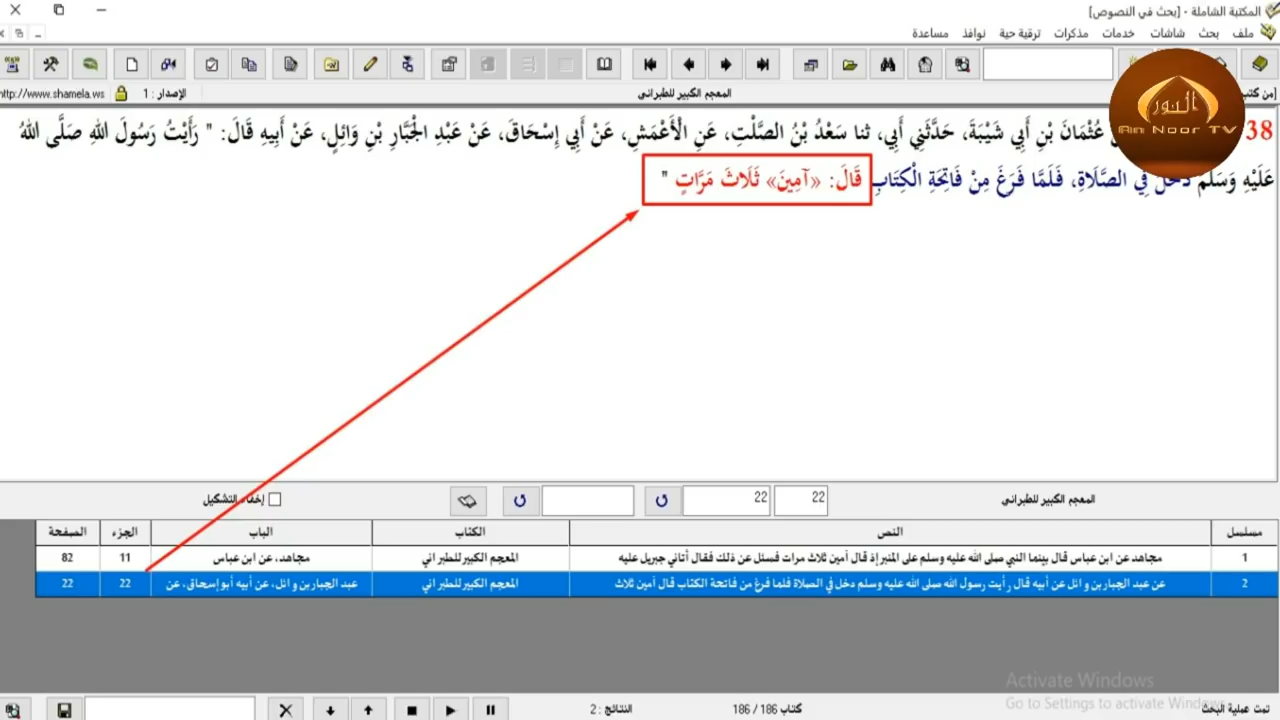 المكتبة الشاملة - [بحث في النصوص]
ملف بحث شاشات خدمات مذكرات ترقية حية نوافذ مساعدة
المعجم الكبير للطبراني
الإصدار: 1
http://www.shamela.ws
النور
Ain Noor TV
38 عُثْمَانَ بْنِ أَبِي شَيْبَةَ، حَدَّثَنِي أَبِي، ثنا سَعْدُ بْنُ الصَّلْتِ، عَنِ الْأَعْمَشِ، عَنْ أَبِي إِسْحَاقَ، عَنْ عَبْدِ الْجَبَّارِ بْنِ وَائِلٍ، عَنْ أَبِيهِ قَالَ: " رَأَيْتُ رَسُولَ اللهِ صَلَّى اللهُ
عَلَيْهِ وَسَلَّمَ دَخَلَ فِي الصَّلَاةِ، فَلَمَّا فَرَغَ مِنْ فَاتِحَةِ الْكِتَابِ قَالَ: «آمِينَ» ثَلَاثَ مَرَّاتٍ "
المعجم الكبير للطبراني 22 22 إخفاء التشكيل
مسلسل النص الكتاب الباب الجزء الصفحة
1 مجاهد عن ابن عباس قال بينما النبي صلى الله عليه وسلم على المنبر إذ قال أمين ثلاث مرات فسئل عن ذلك فقال أتاني جبريل عليه المعجم الكبير للطبراني مجاهد، عن ابن عباس 11 82
2 عن عبد الجبار بن وائل عن أبيه قال رأيت رسول الله صلى الله عليه وسلم دخل في الصلاة فلما فرغ من فاتحة الكتاب قال أمين ثلاث المعجم الكبير للطبراني عبد الجبار بن وائل، عن أبيه أبو إسحاق، عن 22 22
Activate Windows
Go to Settings to activate Windows.
تمت عملية البحث كتاب 186 / 186 النتائج : 2